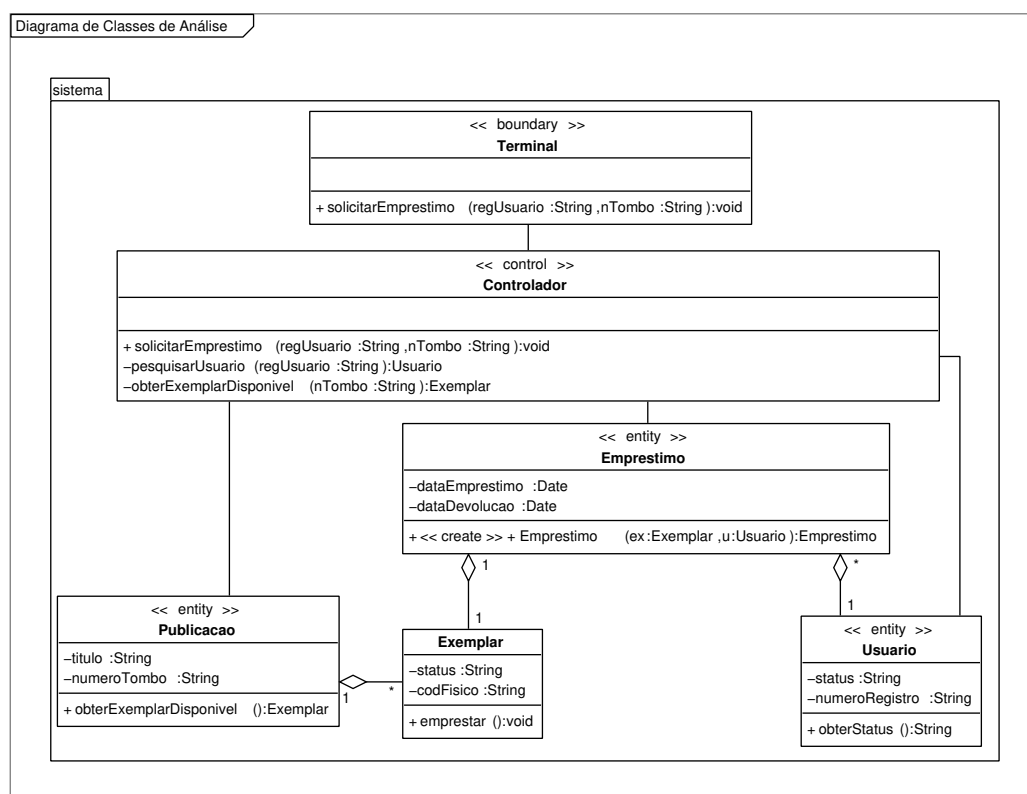 Diagrama de Classes de Análise
sistema
<< boundary >>
Terminal
+ solicitarEmprestimo (regUsuario :String ,nTombo :String ):void
<< control >>
Controlador
+ solicitarEmprestimo (regUsuario :String ,nTombo :String ):void
−pesquisarUsuario (regUsuario :String ):Usuario
−obterExemplarDisponivel (nTombo :String ):Exemplar
<< entity >>
Emprestimo
−dataEmprestimo :Date
−dataDevolucao :Date
+ << create >> + Emprestimo (ex:Exemplar ,u:Usuario ):Emprestimo
1
*
1
1
<< entity >>
Publicacao
−titulo :String
−numeroTombo :String
+ obterExemplarDisponivel ():Exemplar
1
*
Exemplar
−status :String
−codFisico :String
+ emprestar ():void
<< entity >>
Usuario
−status :String
−numeroRegistro :String
+ obterStatus ():String